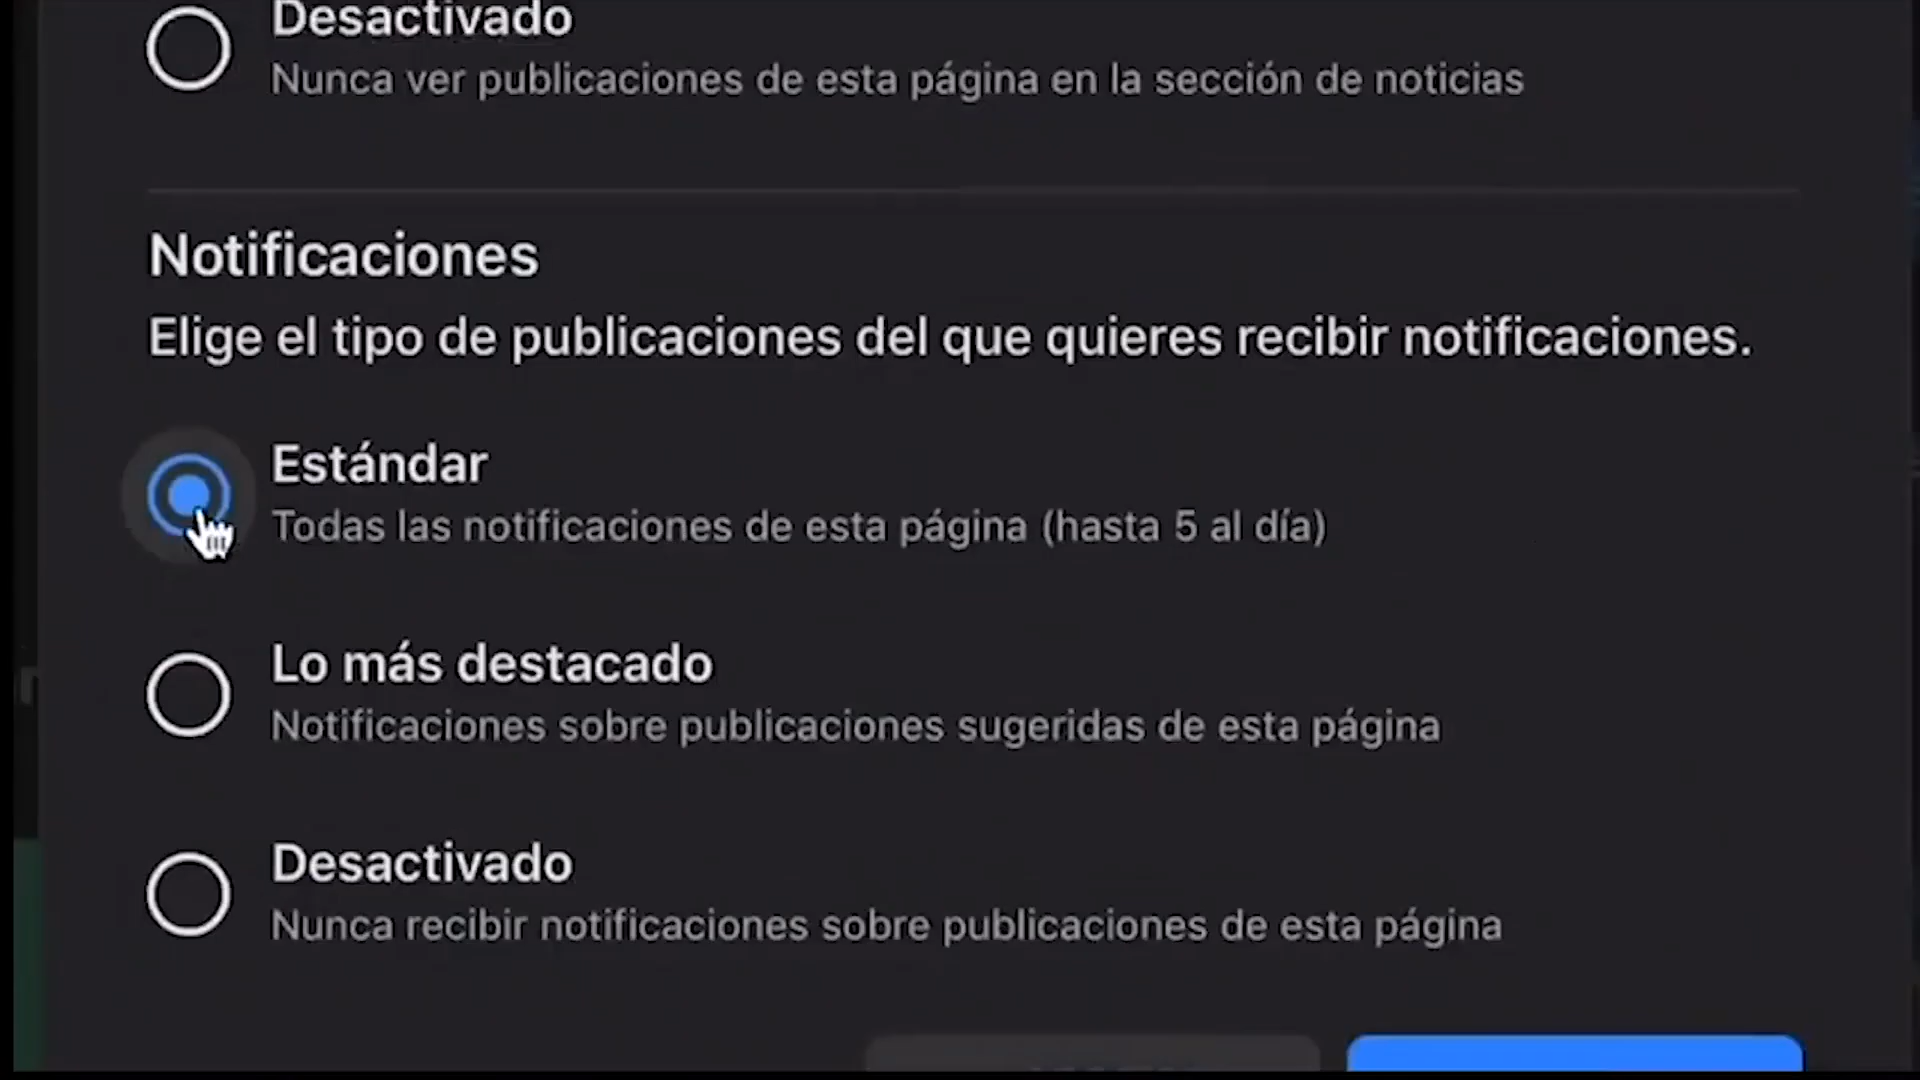 Desactivado
Nunca ver publicaciones de esta página en la sección de noticias
Notificaciones
Elige el tipo de publicaciones del que quieres recibir notificaciones.
Estándar
Todas las notificaciones de esta página (hasta 5 al día)
Lo más destacado
Notificaciones sobre publicaciones sugeridas de esta página
Desactivado
Nunca recibir notificaciones sobre publicaciones de esta página